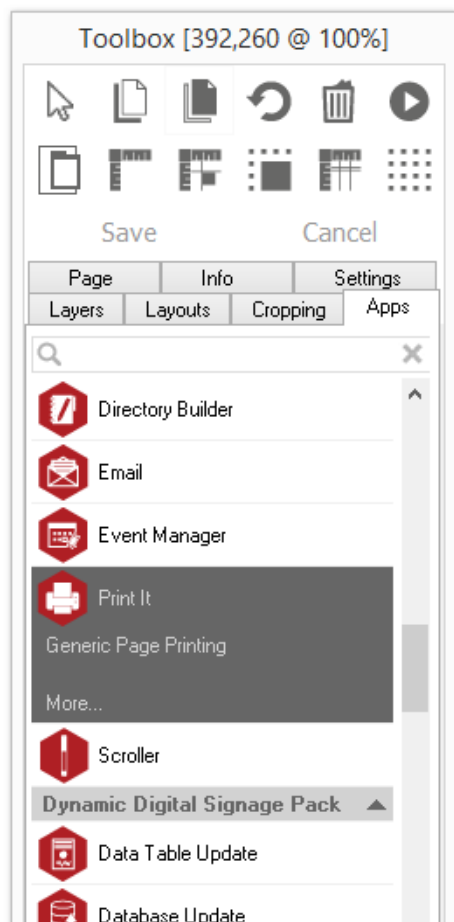 Toolbox [392,260 @ 100%]
Save Cancel
Page Info Settings
Layers Layouts Cropping Apps
Directory Builder
Email
Event Manager
Print It
Generic Page Printing
More...
Scroller
Dynamic Digital Signage Pack
Data Table Update
Database Update